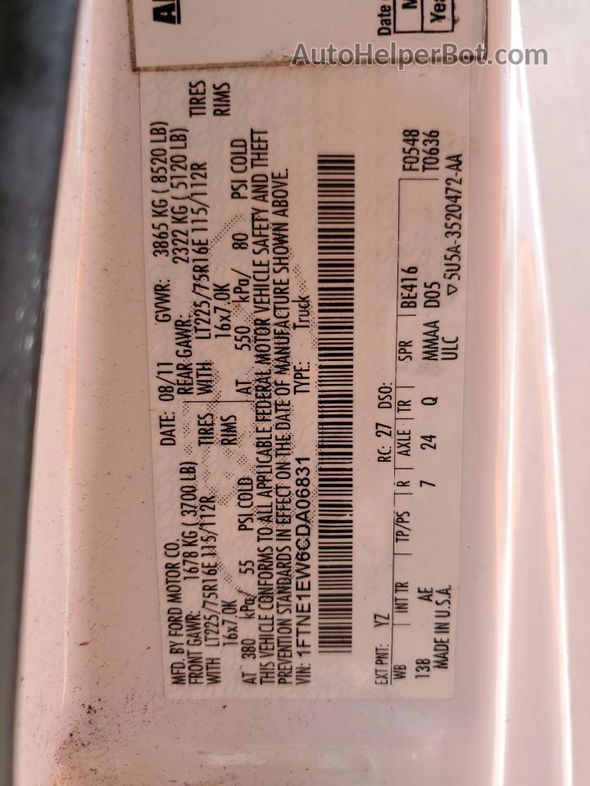 AutoHelperBot.com
Date
Yea
MFD. BY FORD MOTOR CO.
DATE: 08/11 GVWR: 3865 KG ( 8520 LB)
FRONT GAWR: 1678 KG ( 3700 LB) REAR GAWR: 2322 KG ( 5120 LB)
WITH LT225/75R16E 115/112R TIRES WITH LT225/75R16E 115/112R TIRES
16x7.0K RIMS 16x7.0K RIMS
AT 380 kPa/ 55 PSI COLD AT 550 kPa/ 80 PSI COLD
THIS VEHICLE CONFORMS TO ALL APPLICABLE FEDERAL MOTOR VEHICLE SAFETY AND THEFT
PREVENTION STANDARDS IN EFFECT ON THE DATE OF MANUFACTURE SHOWN ABOVE.
VIN: 1FTNE1EW6CDA06831 TYPE: Truck
EXT PNT: YZ RC: 27 DSO:
WB INT TR TP/PS R AXLE TR SPR BE416 F0548
138 AE 7 24 Q MMAA D05 T0636
MADE IN U.S.A. ULC ▽5U5A-3520472-AA